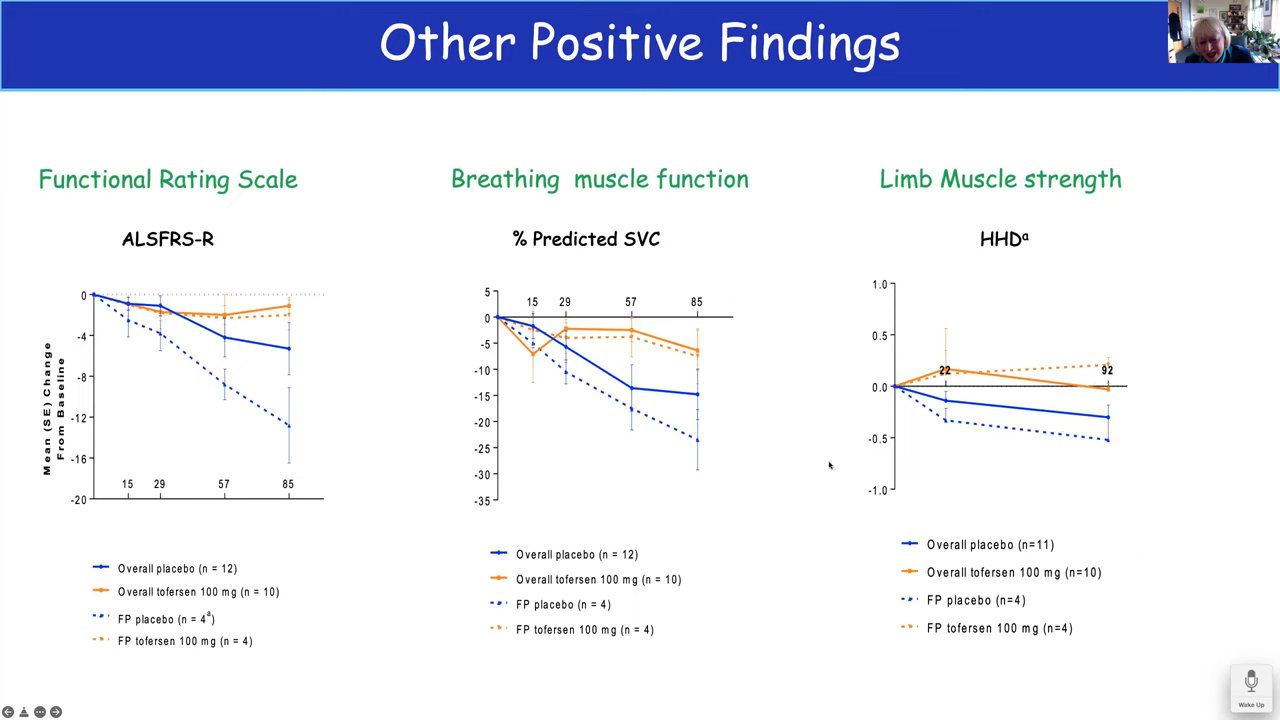 Other Positive Findings
Functional Rating Scale
ALSFRS-R
Mean (SE) Change
From Baseline
0
-4
-8
-12
-16
-20
15 29 57 85
Overall placebo (n = 12)
Overall tofersen 100 mg (n = 10)
FP placebo (n = 4a)
FP tofersen 100 mg (n = 4)
Breathing muscle function
% Predicted SVC
5
0
-5
-10
-15
-20
-25
-30
-35
15 29 57 85
Overall placebo (n = 12)
Overall tofersen 100 mg (n = 10)
FP placebo (n = 4)
FP tofersen 100 mg (n = 4)
Limb Muscle strength
HHDa
1.0
0.5
0.0
-0.5
-1.0
22 92
Overall placebo (n=11)
Overall tofersen 100 mg (n=10)
FP placebo (n=4)
FP tofersen 100 mg (n=4)
Wake Up